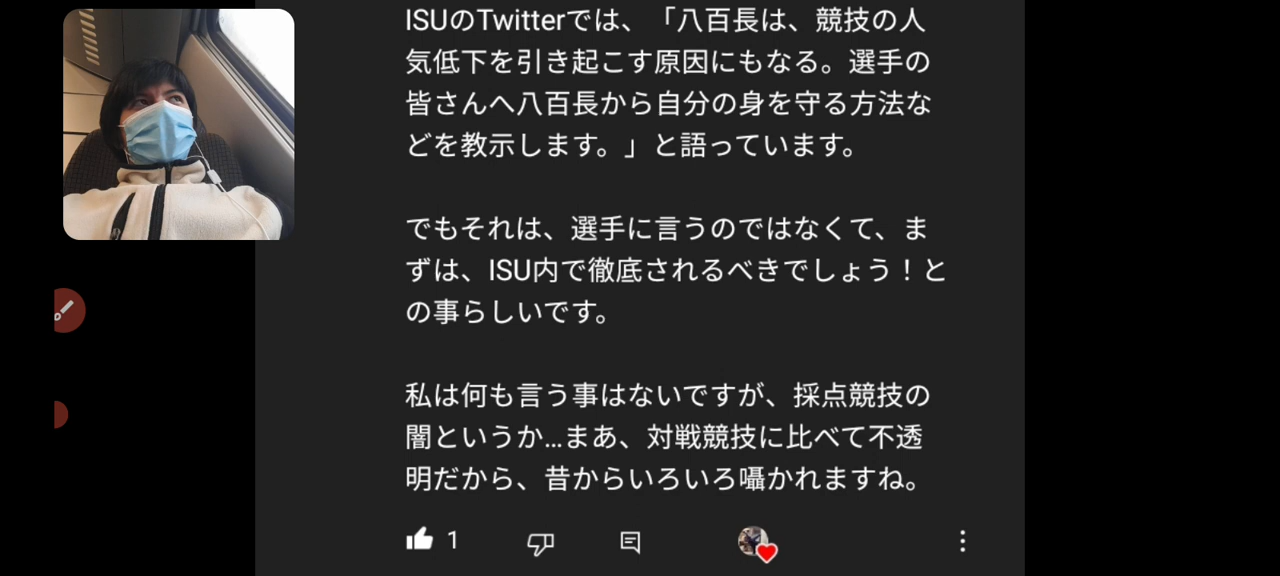 ISUのTwitterでは、「八百長は、競技の人
気低下を引き起こす原因にもなる。選手の
皆さんへ八百長から自分の身を守る方法な
どを教示します。」と語っています。
でもそれは、選手に言うのではなくて、ま
ずは、ISU内で徹底されるべきでしょう！と
の事らしいです。
私は何も言う事はないですが、採点競技の
闇というか…まあ、対戦競技に比べて不透
明だから、昔からいろいろ囁かれますね。
1